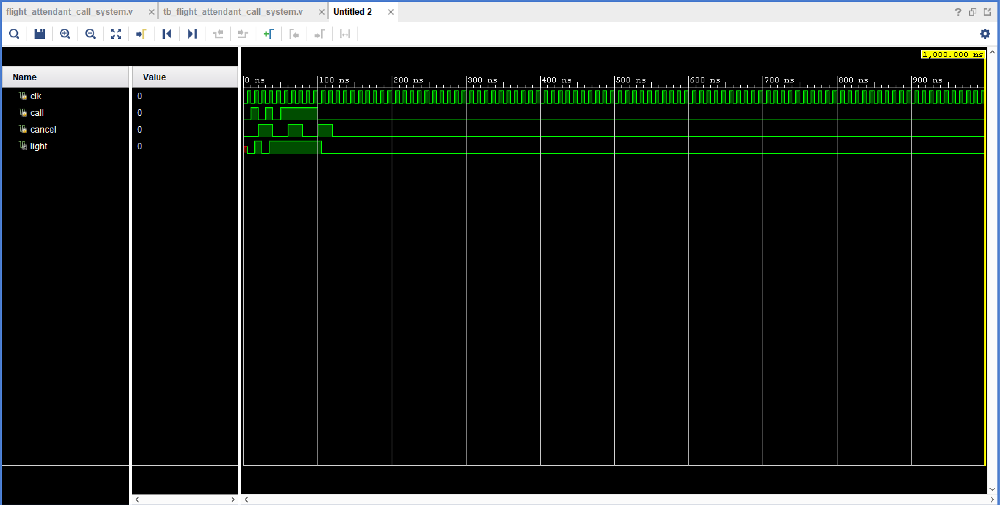 flight_attendant_call_system.v tb_flight_attendant_call_system.v Untitled 2
1,000.000 ns
Name Value
0 ns 100 ns 200 ns 300 ns 400 ns 500 ns 600 ns 700 ns 800 ns 900 ns
clk 0
call 0
cancel 0
light 0